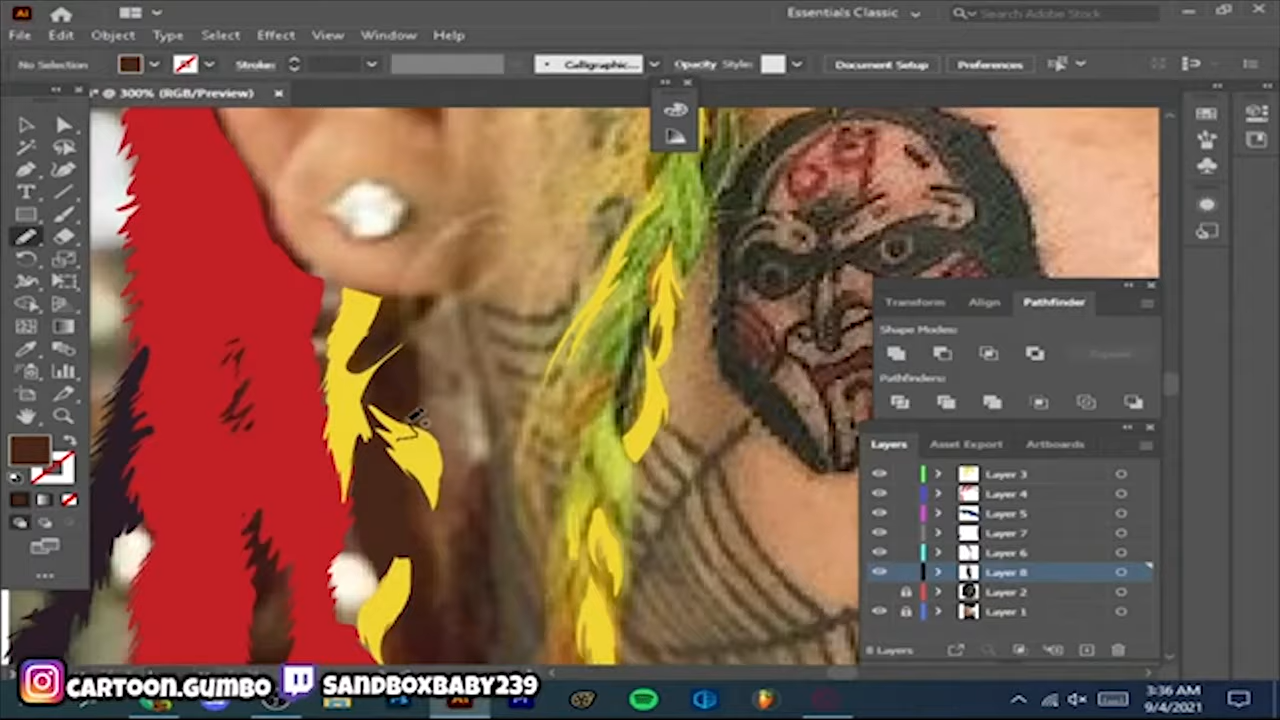 Ai
Essentials Classic
Search Adobe Stock
File Edit Object Type Select Effect View Window Help
No Selection
Stroke:
Calligraphic...
Opacity
Style:
Document Setup
Preferences
* @ 300% (RGB/Preview)
Transform Align Pathfinder
Shape Modes:
Expand
Pathfinders:
Layers Asset Export Artboards
Layer 3
Layer 4
Layer 5
Layer 7
Layer 6
Layer 8
Layer 2
Layer 1
8 Layers
CARTOON.GUMBO
SANDBOXBABY239
3:36 AM
9/4/2021